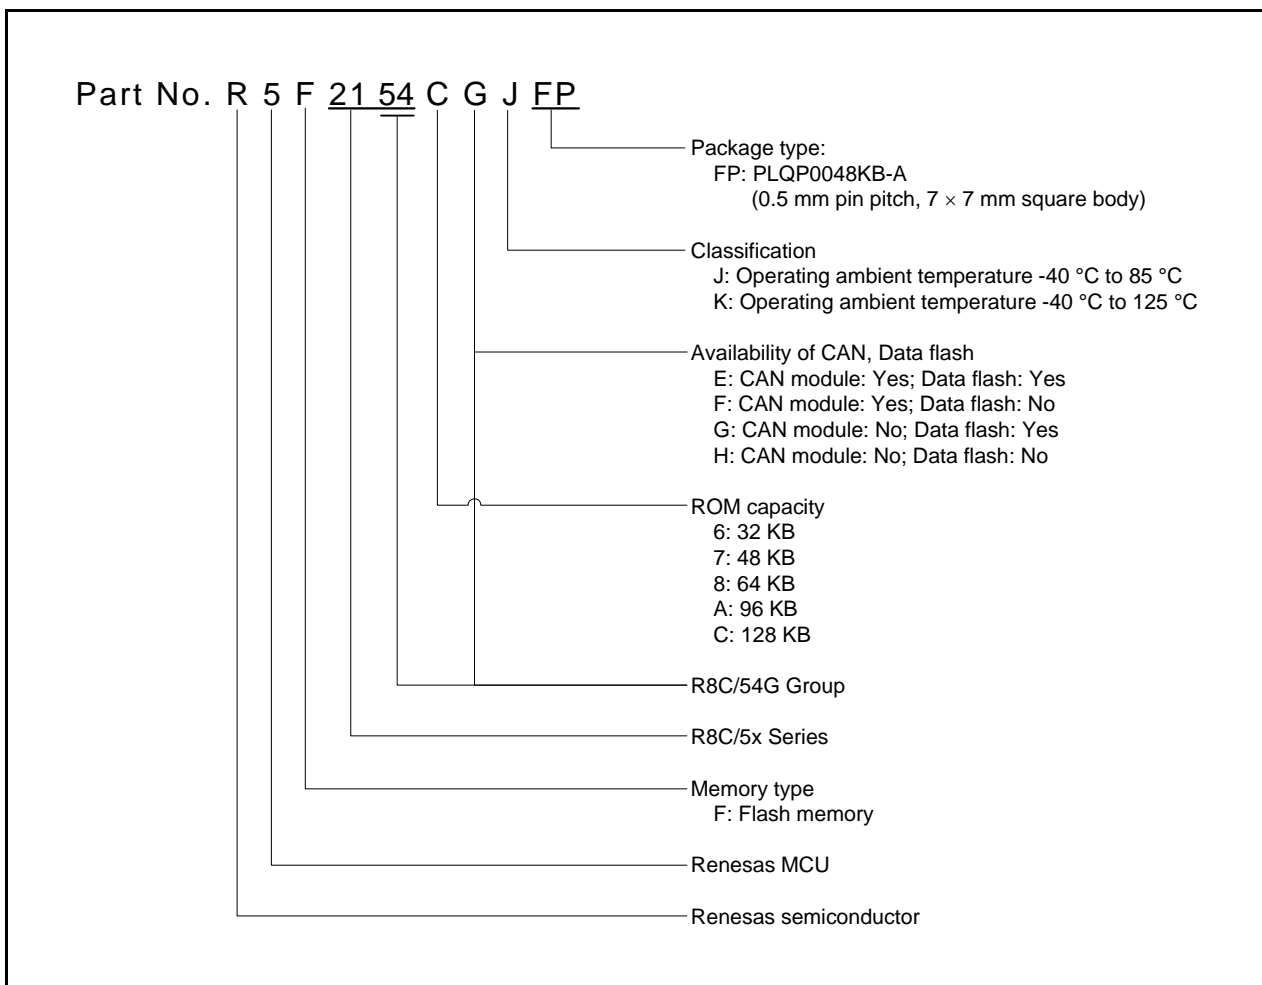 Part No. R 5 F 21 54 C G J FP
Package type:
FP: PLQP0048KB-A
(0.5 mm pin pitch, 7 × 7 mm square body)
Classification
J: Operating ambient temperature -40 °C to 85 °C
K: Operating ambient temperature -40 °C to 125 °C
Availability of CAN, Data flash
E: CAN module: Yes; Data flash: Yes
F: CAN module: Yes; Data flash: No
G: CAN module: No; Data flash: Yes
H: CAN module: No; Data flash: No
ROM capacity
6: 32 KB
7: 48 KB
8: 64 KB
A: 96 KB
C: 128 KB
R8C/54G Group
R8C/5x Series
Memory type
F: Flash memory
Renesas MCU
Renesas semiconductor